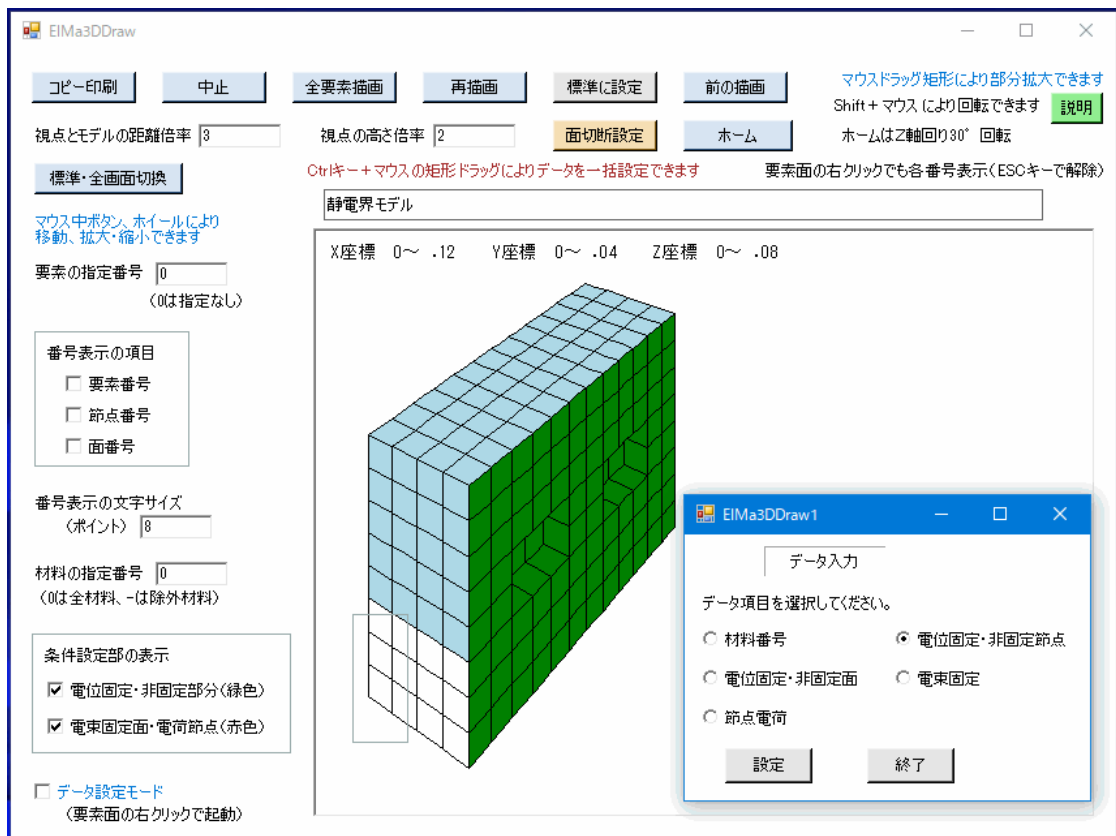 ElMa3DDraw
コピー印刷 中止 全要素描画 再描画 標準に設定 前の描画
マウスドラッグ矩形により部分拡大できます
Shift+マウス により回転できます 説明
視点とモデルの距離倍率 3 視点の高さ倍率 2 面切断設定 ホーム ホームはZ軸回り30° 回転
標準・全画面切換
Ctrlキー+マウスの矩形ドラッグによりデータを一括設定できます
要素面の右クリックでも各番号表示(ESCキーで解除)
静電界モデル
マウス中ボタン、ホイールにより
移動、拡大・縮小できます
X座標 0～ .12 Y座標 0～ .04 Z座標 0～ .08
要素の指定番号 0
(0は指定なし)
番号表示の項目
要素番号
節点番号
面番号
番号表示の文字サイズ
(ポイント) 8
材料の指定番号 0
(0は全材料、-は除外材料)
条件設定部の表示
電位固定・非固定部分(緑色)
電束固定面・電荷節点(赤色)
データ設定モード
(要素面の右クリックで起動)
ElMa3DDraw1
データ入力
データ項目を選択してください。
材料番号 電位固定・非固定節点
電位固定・非固定面 電束固定
節点電荷
設定 終了